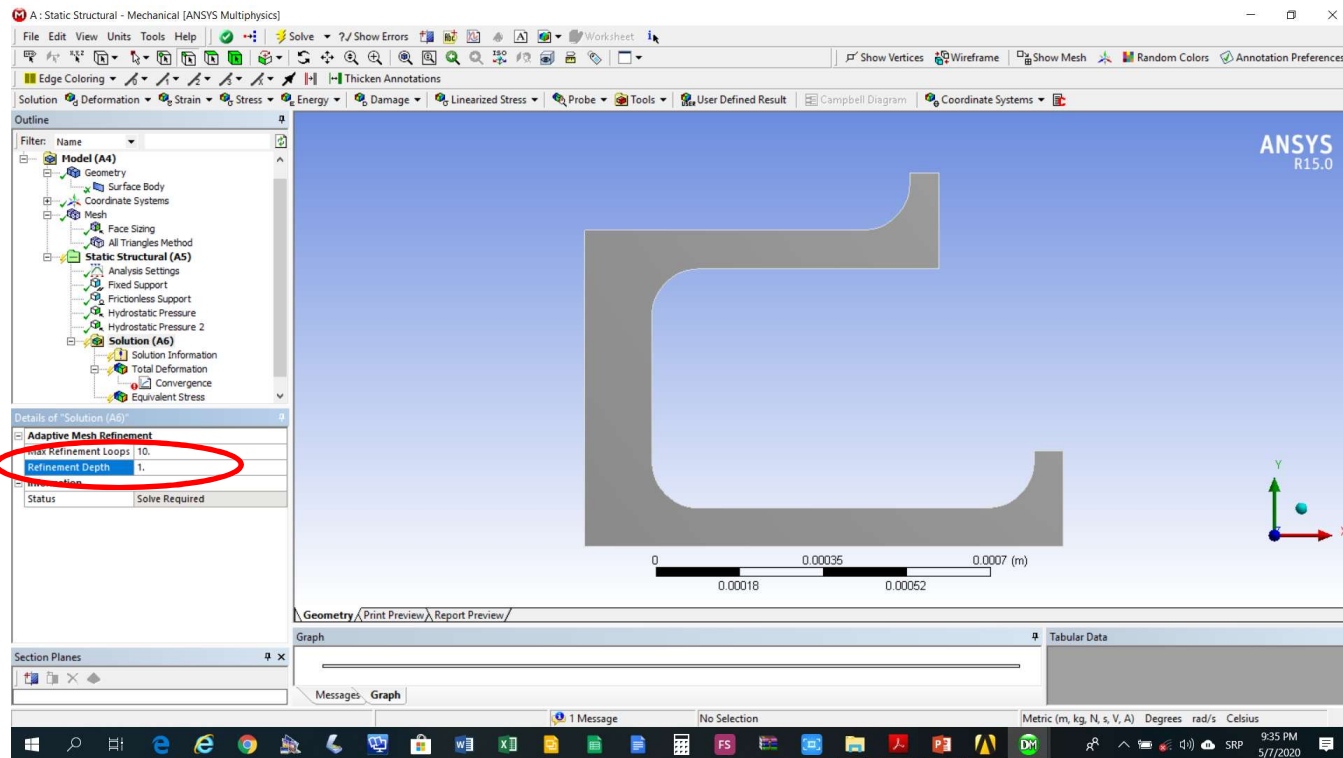 A : Static Structural - Mechanical [ANSYS Multiphysics]
File Edit View Units Tools Help Solve ?/ Show Errors Worksheet
Show Vertices Wireframe Show Mesh Random Colors Annotation Preferences
Edge Coloring Thicken Annotations
Solution Deformation Strain Stress Energy Damage Linearized Stress Probe Tools User Defined Result Campbell Diagram Coordinate Systems
Outline
Filter: Name
Model (A4)
Geometry
Surface Body
Coordinate Systems
Mesh
Face Sizing
All Triangles Method
Static Structural (A5)
Analysis Settings
Fixed Support
Frictionless Support
Hydrostatic Pressure
Hydrostatic Pressure 2
Solution (A6)
Solution Information
Total Deformation
Convergence
Equivalent Stress
Details of "Solution (A6)"
Adaptive Mesh Refinement
Max Refinement Loops 10.
Refinement Depth 1.
Information
Status Solve Required
Section Planes
ANSYS
R15.0
Y
X
0 0.00035 0.0007 (m)
0.00018 0.00052
Geometry Print Preview Report Preview
Graph
Tabular Data
Messages Graph
1 Message No Selection Metric (m, kg, N, s, V, A) Degrees rad/s Celsius
SRP
9:35 PM
5/7/2020